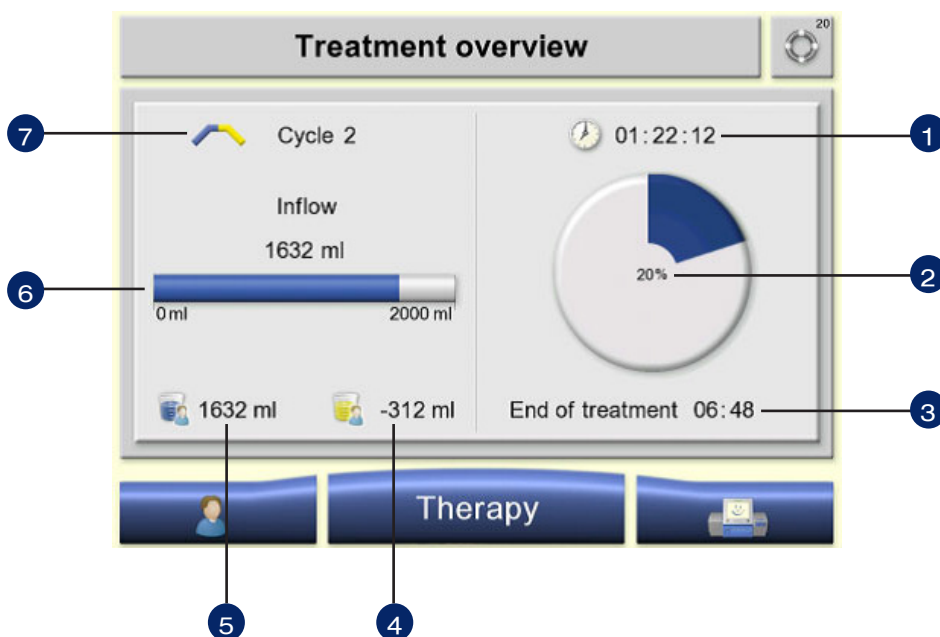 Treatment overview
20
7
Cycle 2
01:22:12
1
Inflow
1632 ml
20%
2
6
0 ml
2000 ml
1632 ml
-312 ml
End of treatment 06:48
3
Therapy
5
4